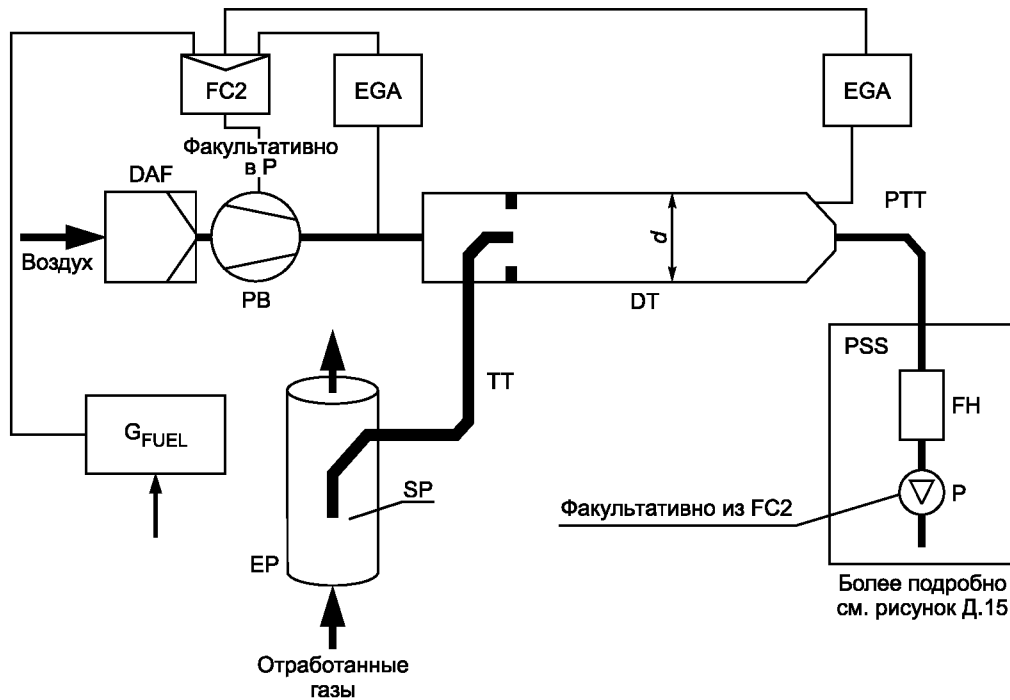 FC2
EGA
EGA
Факультативно
в P
DAF
PTT
Воздух
PB
d
DT
PSS
TT
FH
G_FUEL
SP
P
Факультативно из FC2
EP
Более подробно
см. рисунок Д.15
Отработанные
газы